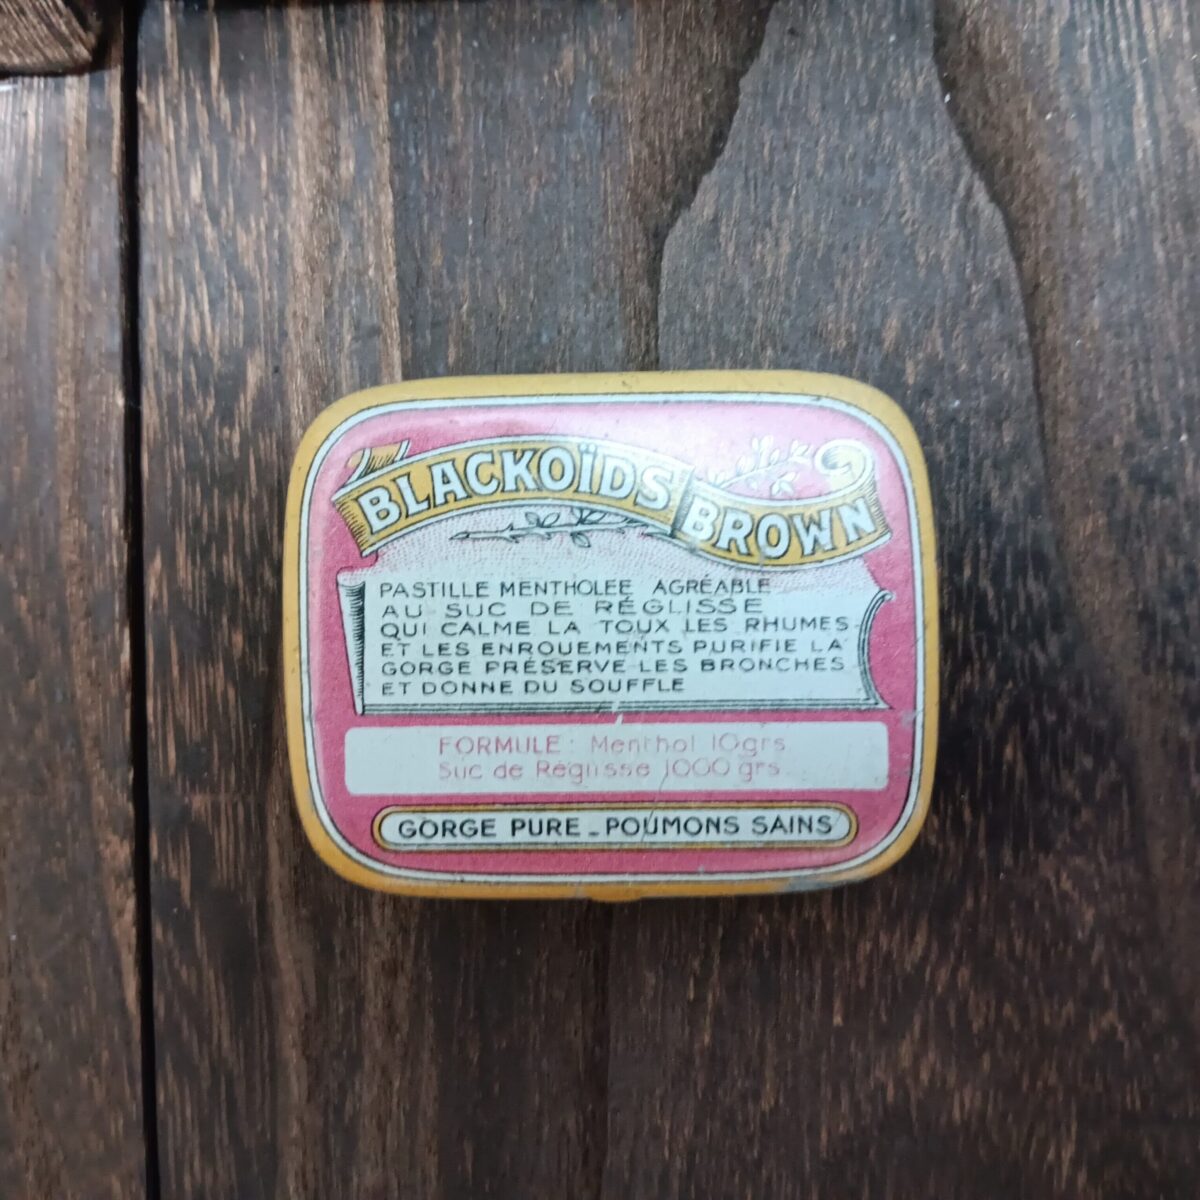 BLACKOÏDS BROWN
PASTILLE MENTHOLEE AGRÉABLE
AU SUC DE RÉGLISSE
QUI CALME LA TOUX LES RHUMES
ET LES ENROUEMENTS PURIFIE LA
GORGE PRÉSERVE LES BRONCHES
ET DONNE DU SOUFFLE
FORMULE: Menthol 10grs
Suc de Réglisse 1000 grs
GORGE PURE - POUMONS SAINS